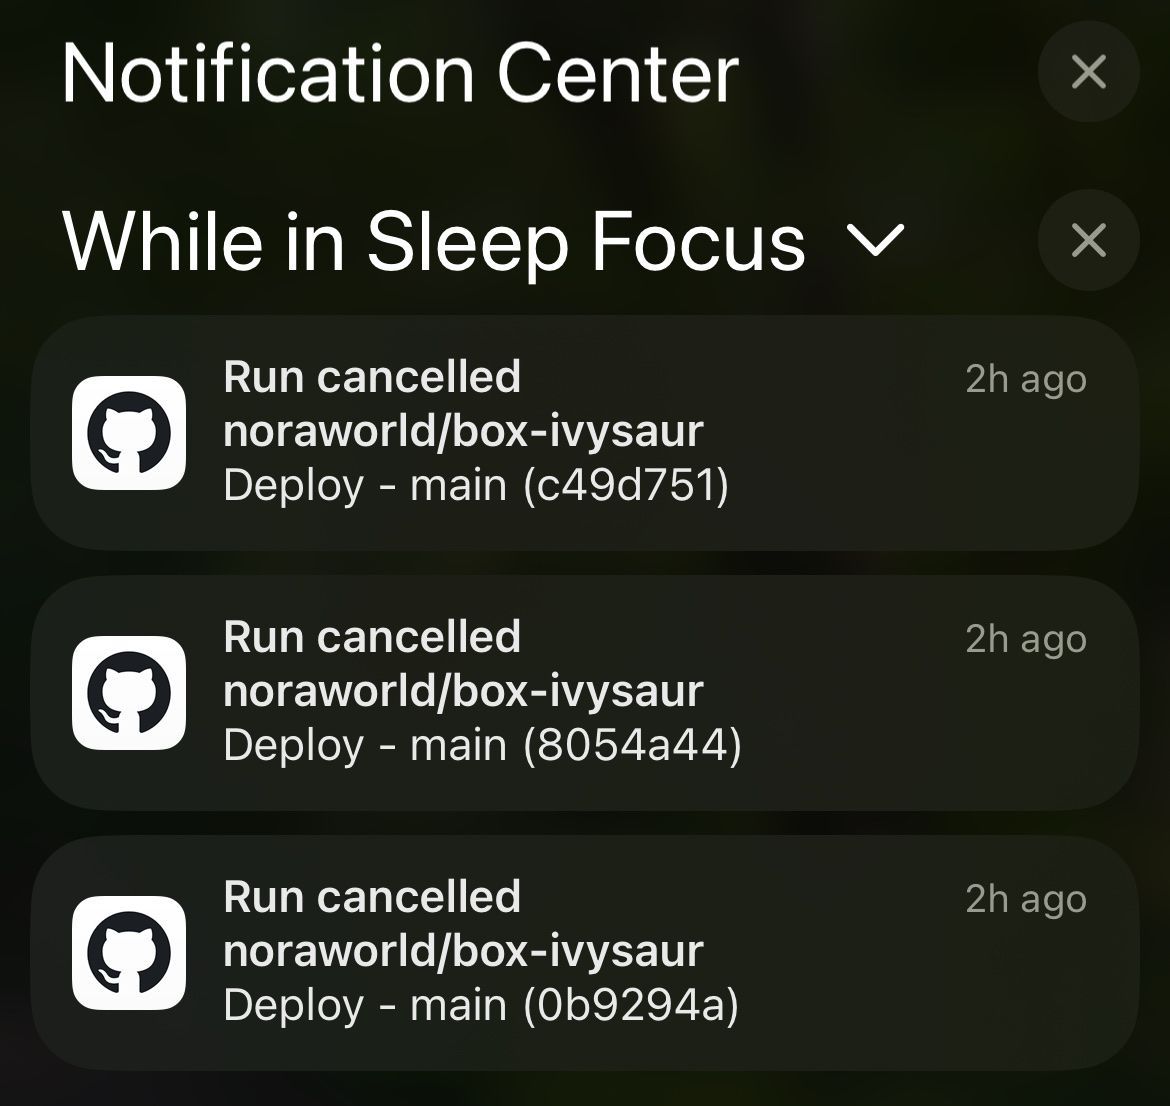 Notification Center
While in Sleep Focus
Run cancelled
2h ago
noraworld/box-ivysaur
Deploy - main (c49d751)
Run cancelled
2h ago
noraworld/box-ivysaur
Deploy - main (8054a44)
Run cancelled
2h ago
noraworld/box-ivysaur
Deploy - main (0b9294a)